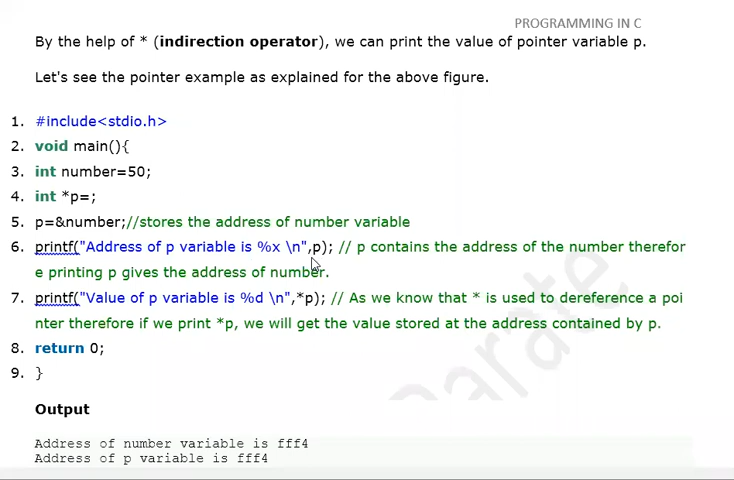 PROGRAMMING IN C
By the help of * (indirection operator), we can print the value of pointer variable p.
Let's see the pointer example as explained for the above figure.
1. #include<stdio.h>
2. void main(){
3. int number=50;
4. int *p=;
5. p=&number;//stores the address of number variable
6. printf("Address of p variable is %x \n",p); // p contains the address of the number therefor
e printing p gives the address of number.
7. printf("Value of p variable is %d \n",*p); // As we know that * is used to dereference a poi
nter therefore if we print *p, we will get the value stored at the address contained by p.
8. return 0;
9. }
Output
Address of number variable is fff4
Address of p variable is fff4